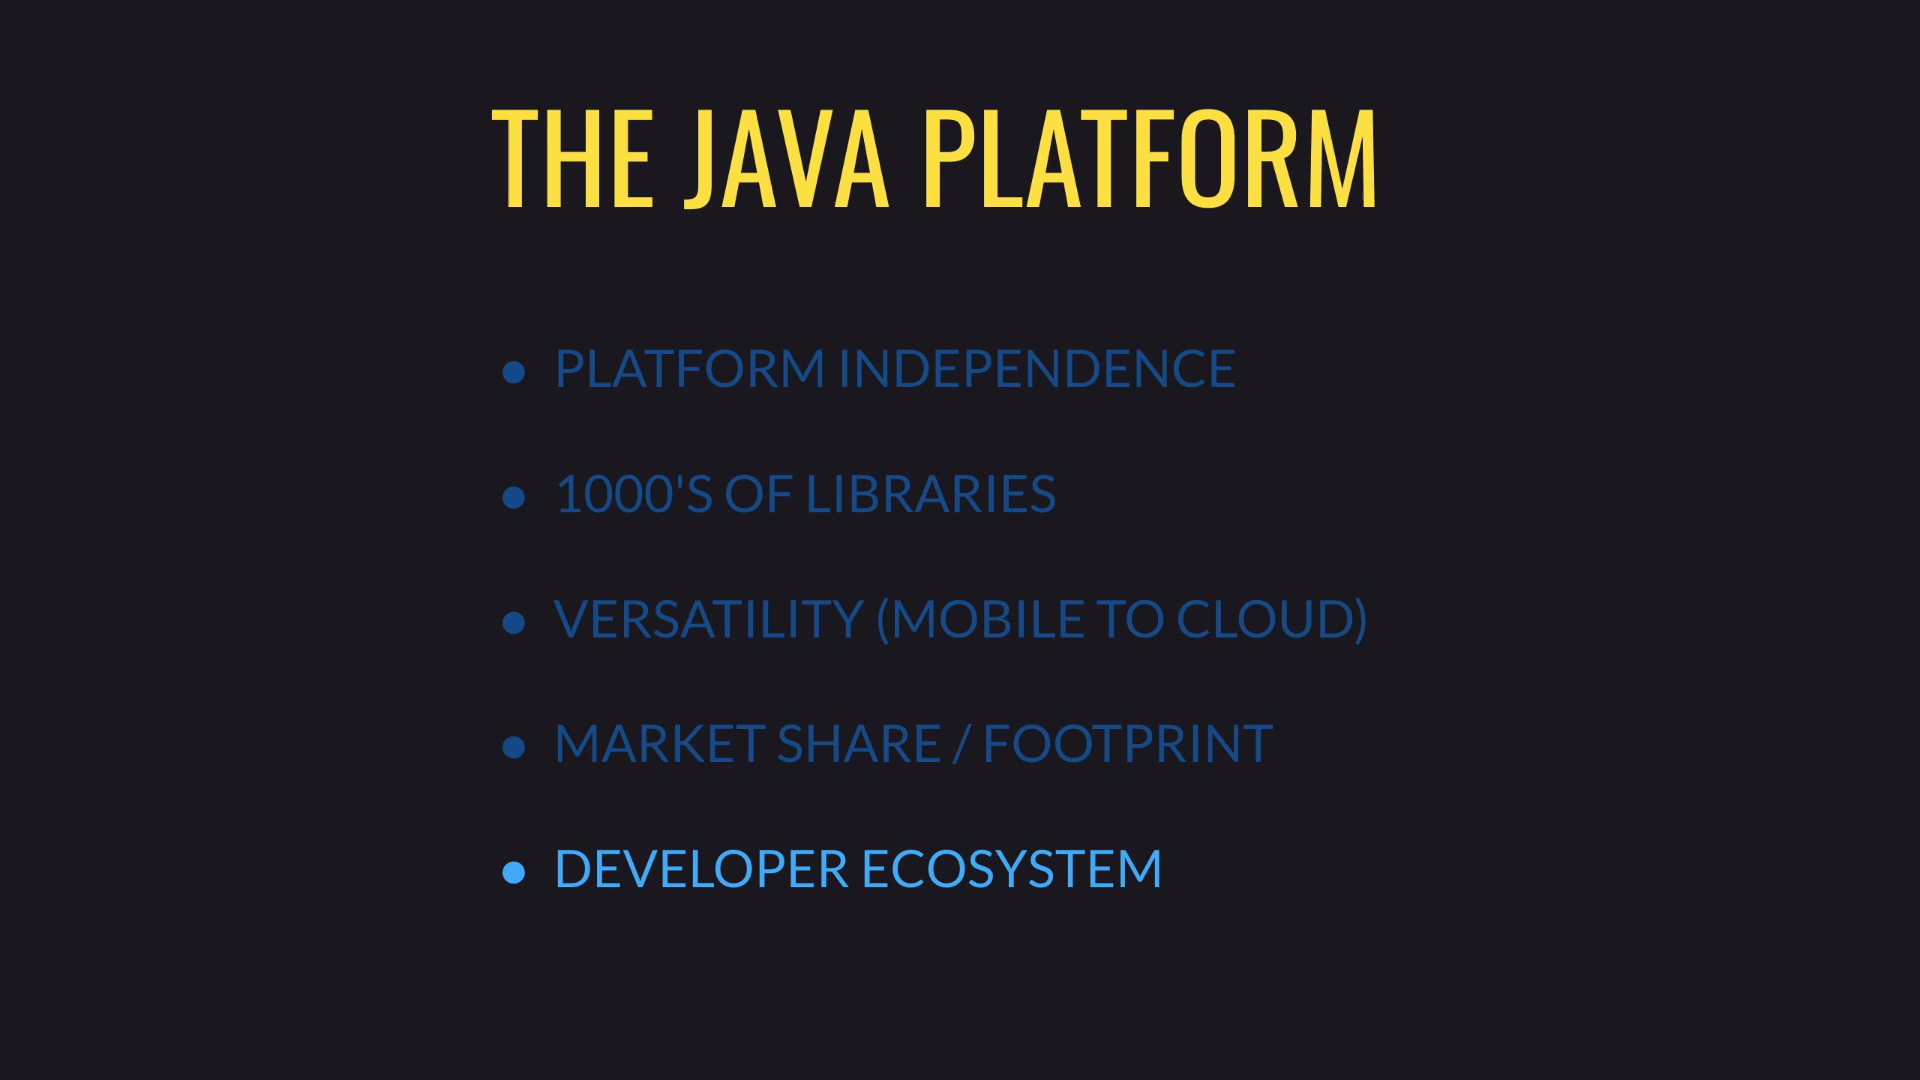 THE JAVA PLATFORM
● PLATFORM INDEPENDENCE
● 1000'S OF LIBRARIES
● VERSATILITY (MOBILE TO CLOUD)
● MARKET SHARE / FOOTPRINT
● DEVELOPER ECOSYSTEM